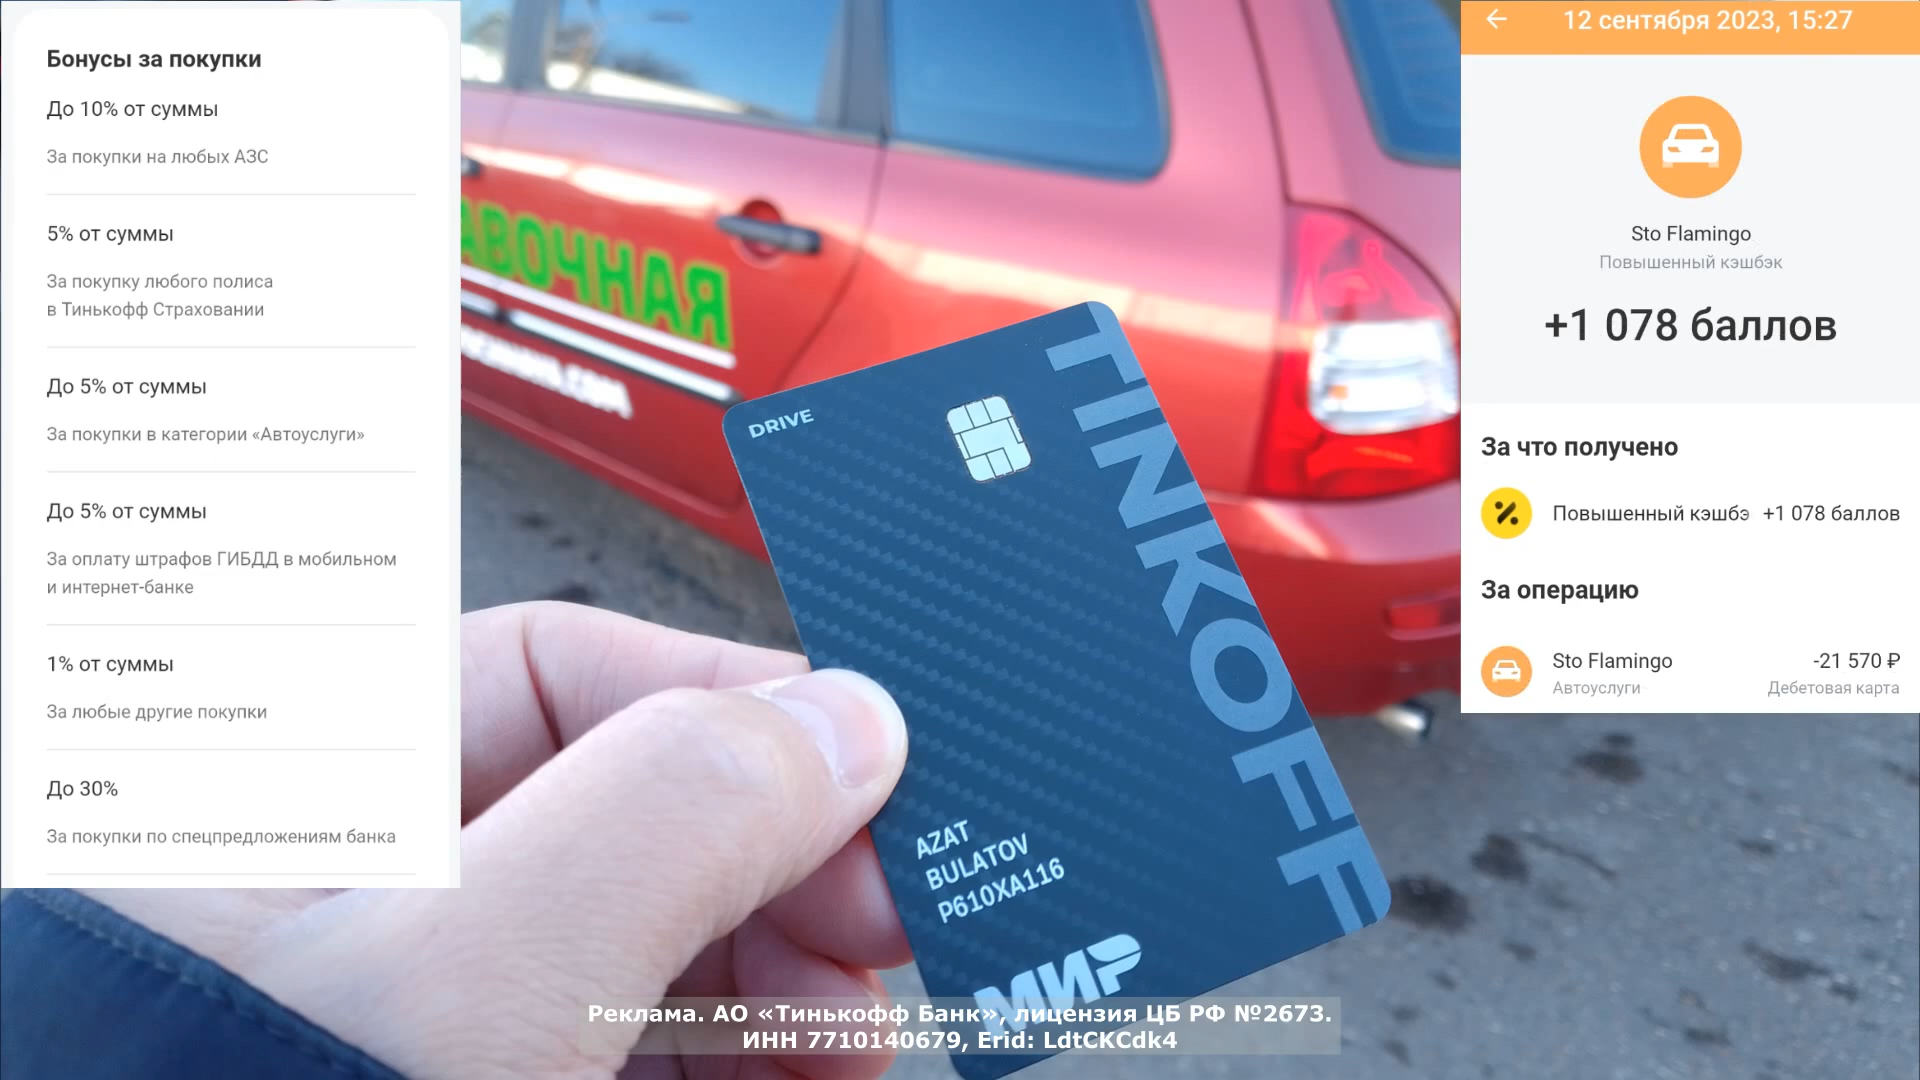 Бонусы за покупки
До 10% от суммы
За покупки на любых АЗС
5% от суммы
За покупку любого полиса
в Тинькофф Страховании
До 5% от суммы
За покупки в категории «Автоуслуги»
До 5% от суммы
За оплату штрафов ГИБДД в мобильном
и интернет-банке
1% от суммы
За любые другие покупки
До 30%
За покупки по спецпредложениям банка
АВОЧНАЯ
DRIVE
TINKOFF
AZAT
BULATOV
P610XA116
МИР
12 сентября 2023, 15:27
Sto Flamingo
Повышенный кэшбэк
+1 078 баллов
За что получено
Повышенный кэшбэ +1 078 баллов
За операцию
Sto Flamingo -21 570 ₽
Автоуслуги Дебетовая карта
Реклама. АО «Тинькофф Банк», лицензия ЦБ РФ №2673.
ИНН 7710140679, Erid: LdtCKCdk4